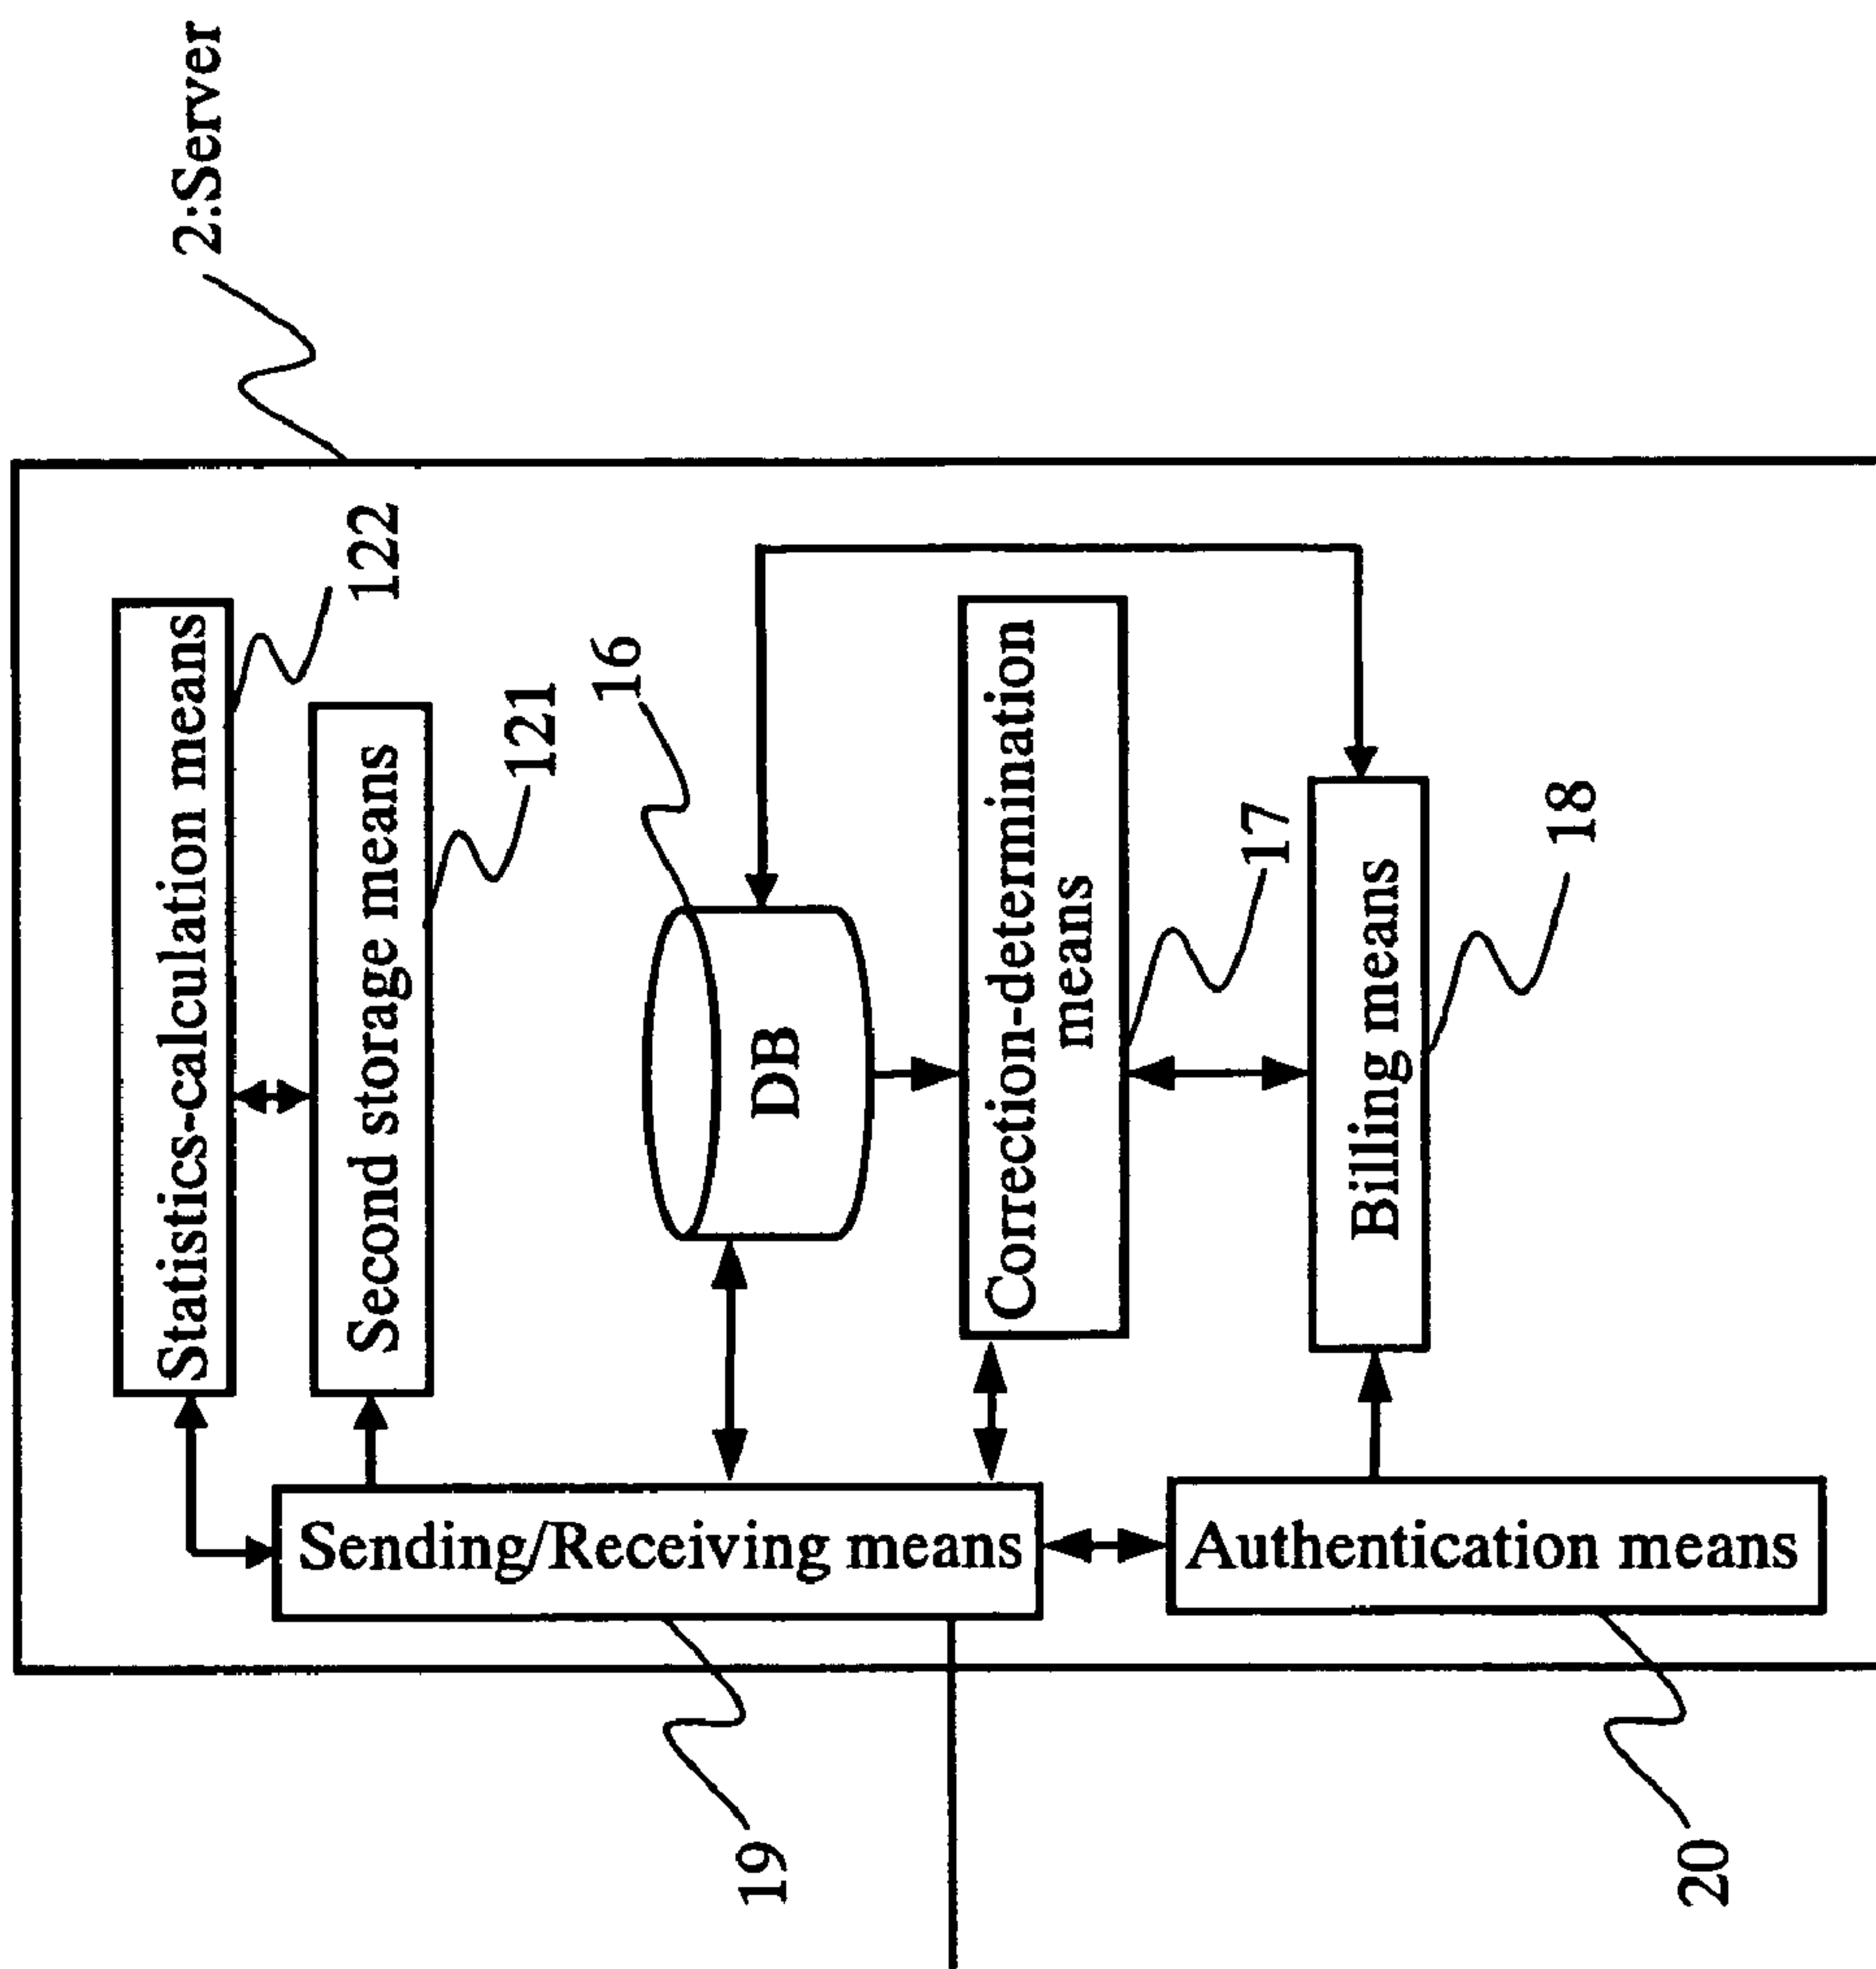 2:Server
Statistics-calculation means
122
Second storage means
121
16
DB
Correction-determination
means
17
Billing means
18
Sending/Receiving means
19
Authentication means
20